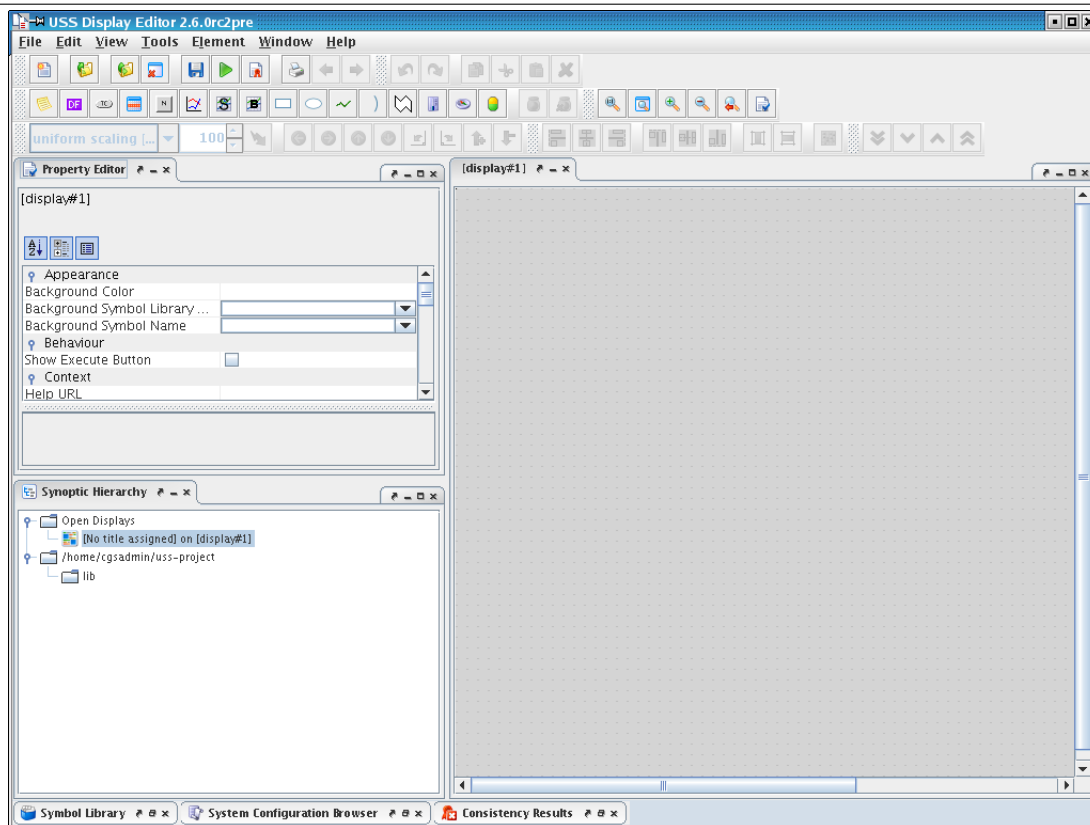 USS Display Editor 2.6.0rc2pre
File Edit View Tools Element Window Help
DF TC N S B
uniform scaling [... 100
Property Editor
[display#1]
[display#1]
Appearance
Background Color
Background Symbol Library ...
Background Symbol Name
Behaviour
Show Execute Button
Context
Help URL
Synoptic Hierarchy
Open Displays
[No title assigned] on [display#1]
/home/cgsadmin/uss-project
lib
Symbol Library
System Configuration Browser
Consistency Results